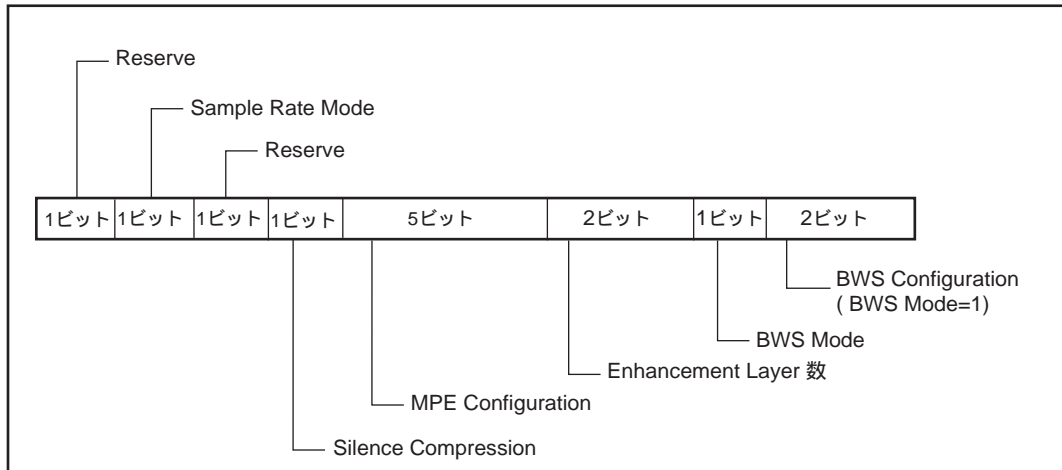 Reserve
Sample Rate Mode
Reserve
1ビット 1ビット 1ビット 1ビット 5ビット 2ビット 1ビット 2ビット
BWS Configuration
( BWS Mode=1)
BWS Mode
Enhancement Layer 数
MPE Configuration
Silence Compression